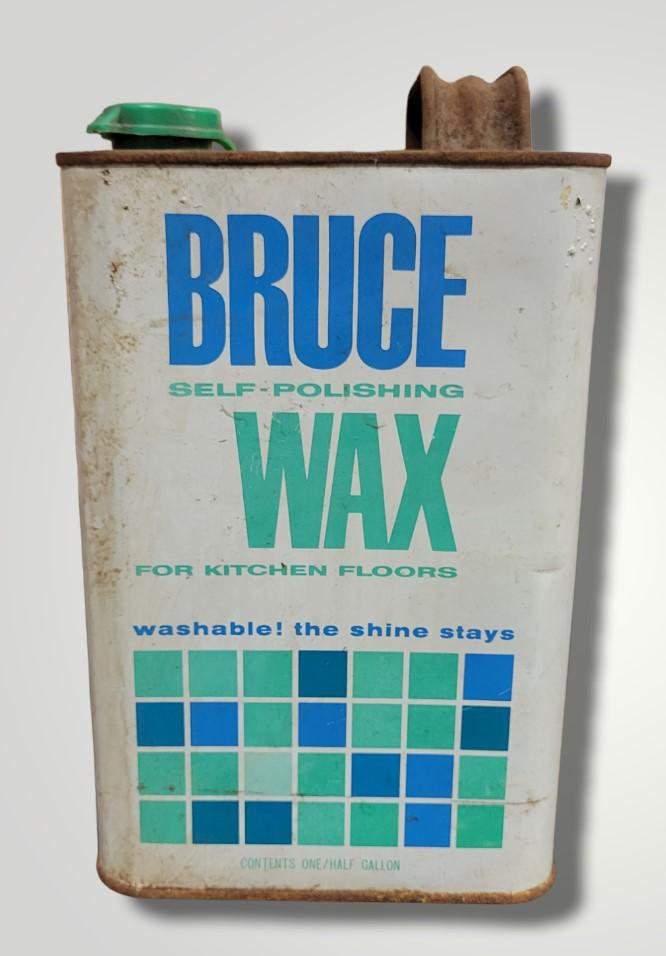 BRUCE
SELF-POLISHING
WAX
FOR KITCHEN FLOORS
washable! the shine stays
CONTENTS ONE/HALF GALLON